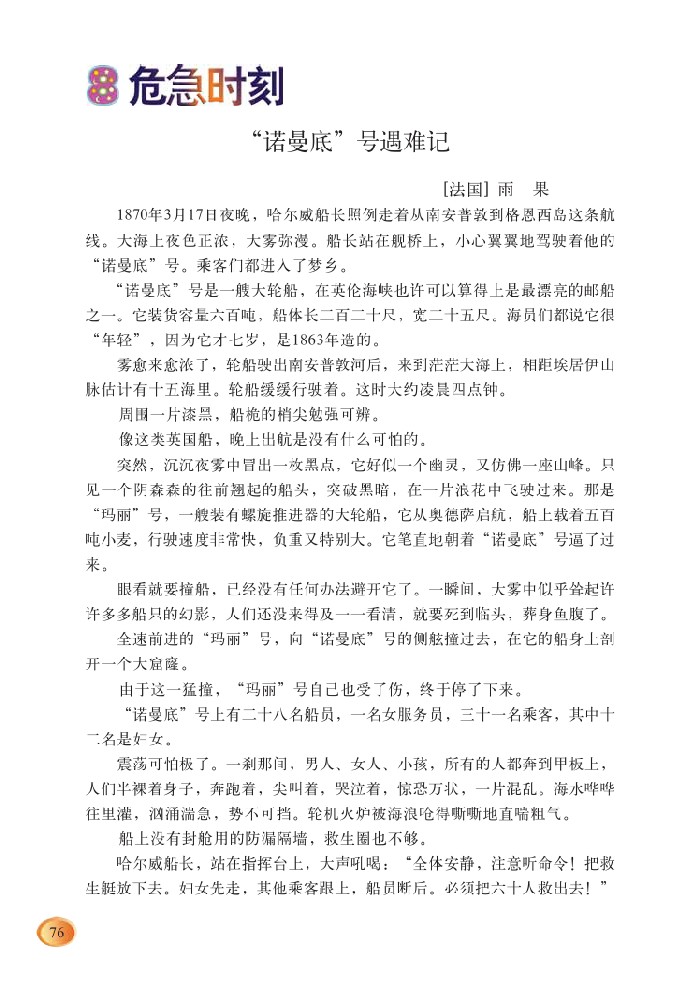 8 危急时刻
“诺曼底”号遇难记
[法国] 雨 果
1870年3月17日夜晚，哈尔威船长照例走着从南安普敦到格恩西岛这条航
线。大海上夜色正浓，大雾弥漫。船长站在舰桥上，小心翼翼地驾驶着他的
“诺曼底”号。乘客们都进入了梦乡。
“诺曼底”号是一艘大轮船，在英伦海峡也许可以算得上是最漂亮的邮船
之一。它装货容量六百吨，船体长二百二十尺，宽二十五尺。海员们都说它很
“年轻”，因为它才七岁，是1863年造的。
雾愈来愈浓了，轮船驶出南安普敦河后，来到茫茫大海上，相距埃居伊山
脉估计有十五海里。轮船缓缓行驶着。这时大约凌晨四点钟。
周围一片漆黑，船桅的梢尖勉强可辨。
像这类英国船，晚上出航是没有什么可怕的。
突然，沉沉夜雾中冒出一枚黑点，它好似一个幽灵，又仿佛一座山峰。只
见一个阴森森的往前翘起的船头，突破黑暗，在一片浪花中飞驶过来。那是
“玛丽”号，一艘装有螺旋推进器的大轮船，它从奥德萨启航，船上载着五百
吨小麦，行驶速度非常快，负重又特别大。它笔直地朝着“诺曼底”号逼了过
来。
眼看就要撞船，已经没有任何办法避开它了。一瞬间，大雾中似乎耸起许
许多多船只的幻影，人们还没来得及一一看清，就要死到临头，葬身鱼腹了。
全速前进的“玛丽”号，向“诺曼底”号的侧舷撞过去，在它的船身上剖
开一个大窟窿。
由于这一猛撞，“玛丽”号自己也受了伤，终于停了下来。
“诺曼底”号上有二十八名船员，一名女服务员，三十一名乘客，其中十
二名是妇女。
震荡可怕极了。一刹那间，男人、女人、小孩，所有的人都奔到甲板上，
人们半裸着身子，奔跑着，尖叫着，哭泣着，惊恐万状，一片混乱。海水哗哗
往里灌，汹涌湍急，势不可挡。轮机火炉被海浪呛得嘶嘶地直喘粗气。
船上没有封舱用的防漏隔墙，救生圈也不够。
哈尔威船长，站在指挥台上，大声吼喝：“全体安静，注意听命令！把救
生艇放下去。妇女先走，其他乘客跟上，船员断后。必须把六十人救出去！”
76